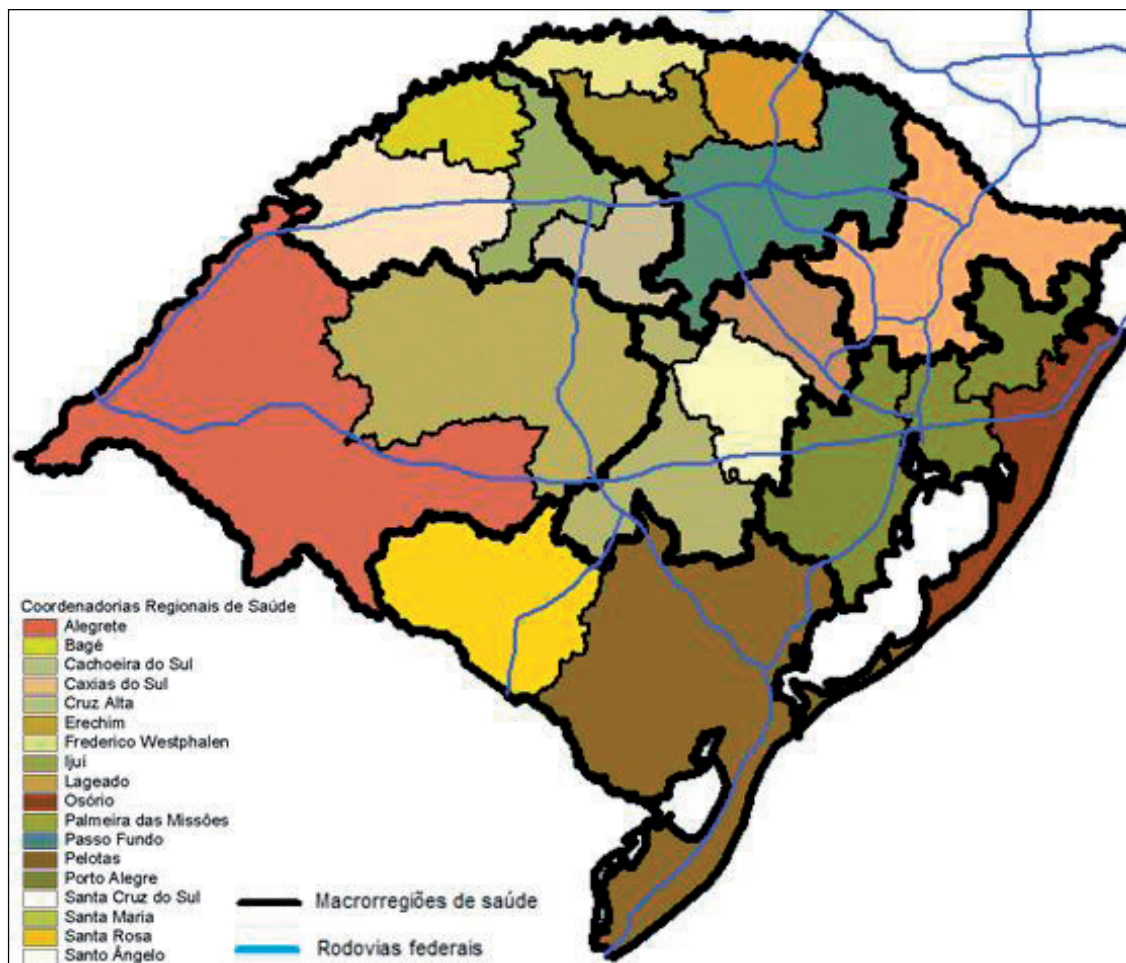 Coordenadorias Regionais de Saúde
Alegrete
Bagé
Cachoeira do Sul
Caxias do Sul
Cruz Alta
Erechim
Frederico Westphalen
Ijuí
Lageado
Osório
Palmeira das Missões
Passo Fundo
Pelotas
Porto Alegre
Santa Cruz do Sul
Santa Maria
Santa Rosa
Santo Ângelo
Macrorregiões de saúde
Rodovias federais